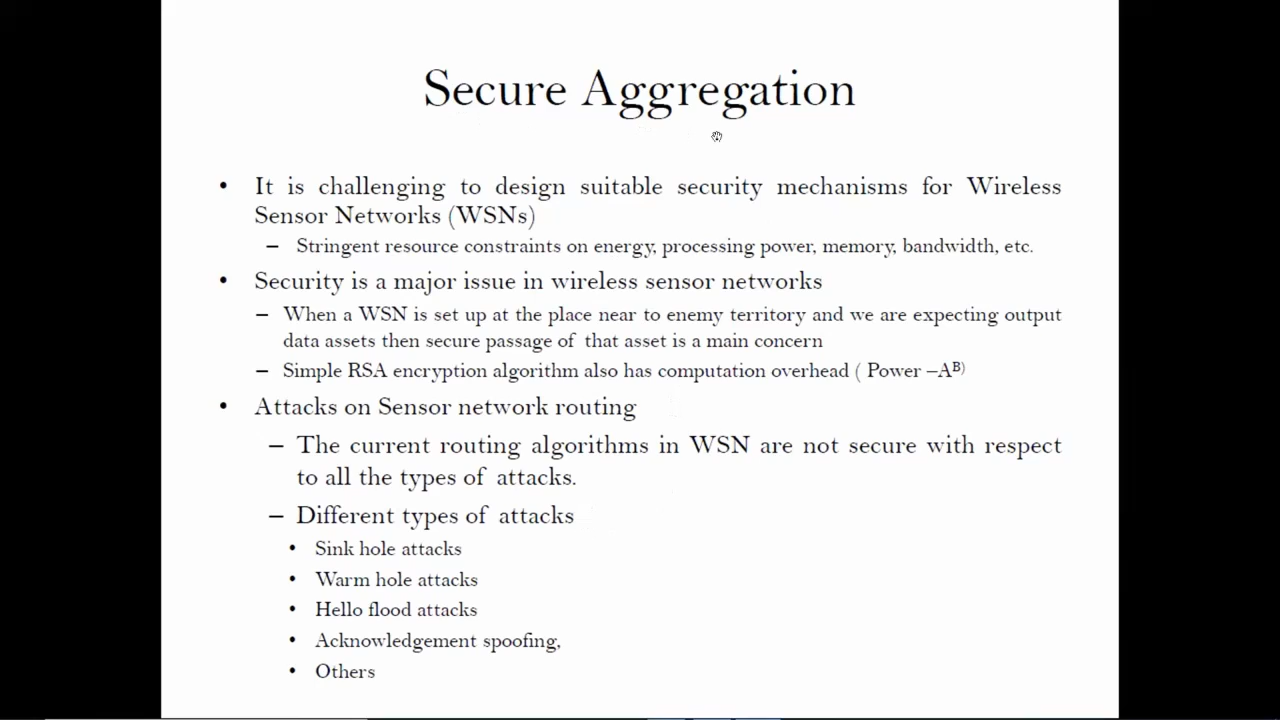 Secure Aggregation
• It is challenging to design suitable security mechanisms for Wireless
Sensor Networks (WSNs)
– Stringent resource constraints on energy, processing power, memory, bandwidth, etc.
• Security is a major issue in wireless sensor networks
– When a WSN is set up at the place near to enemy territory and we are expecting output
data assets then secure passage of that asset is a main concern
– Simple RSA encryption algorithm also has computation overhead ( Power –Aᴮ⁾
• Attacks on Sensor network routing
– The current routing algorithms in WSN are not secure with respect
to all the types of attacks.
– Different types of attacks
• Sink hole attacks
• Warm hole attacks
• Hello flood attacks
• Acknowledgement spoofing,
• Others